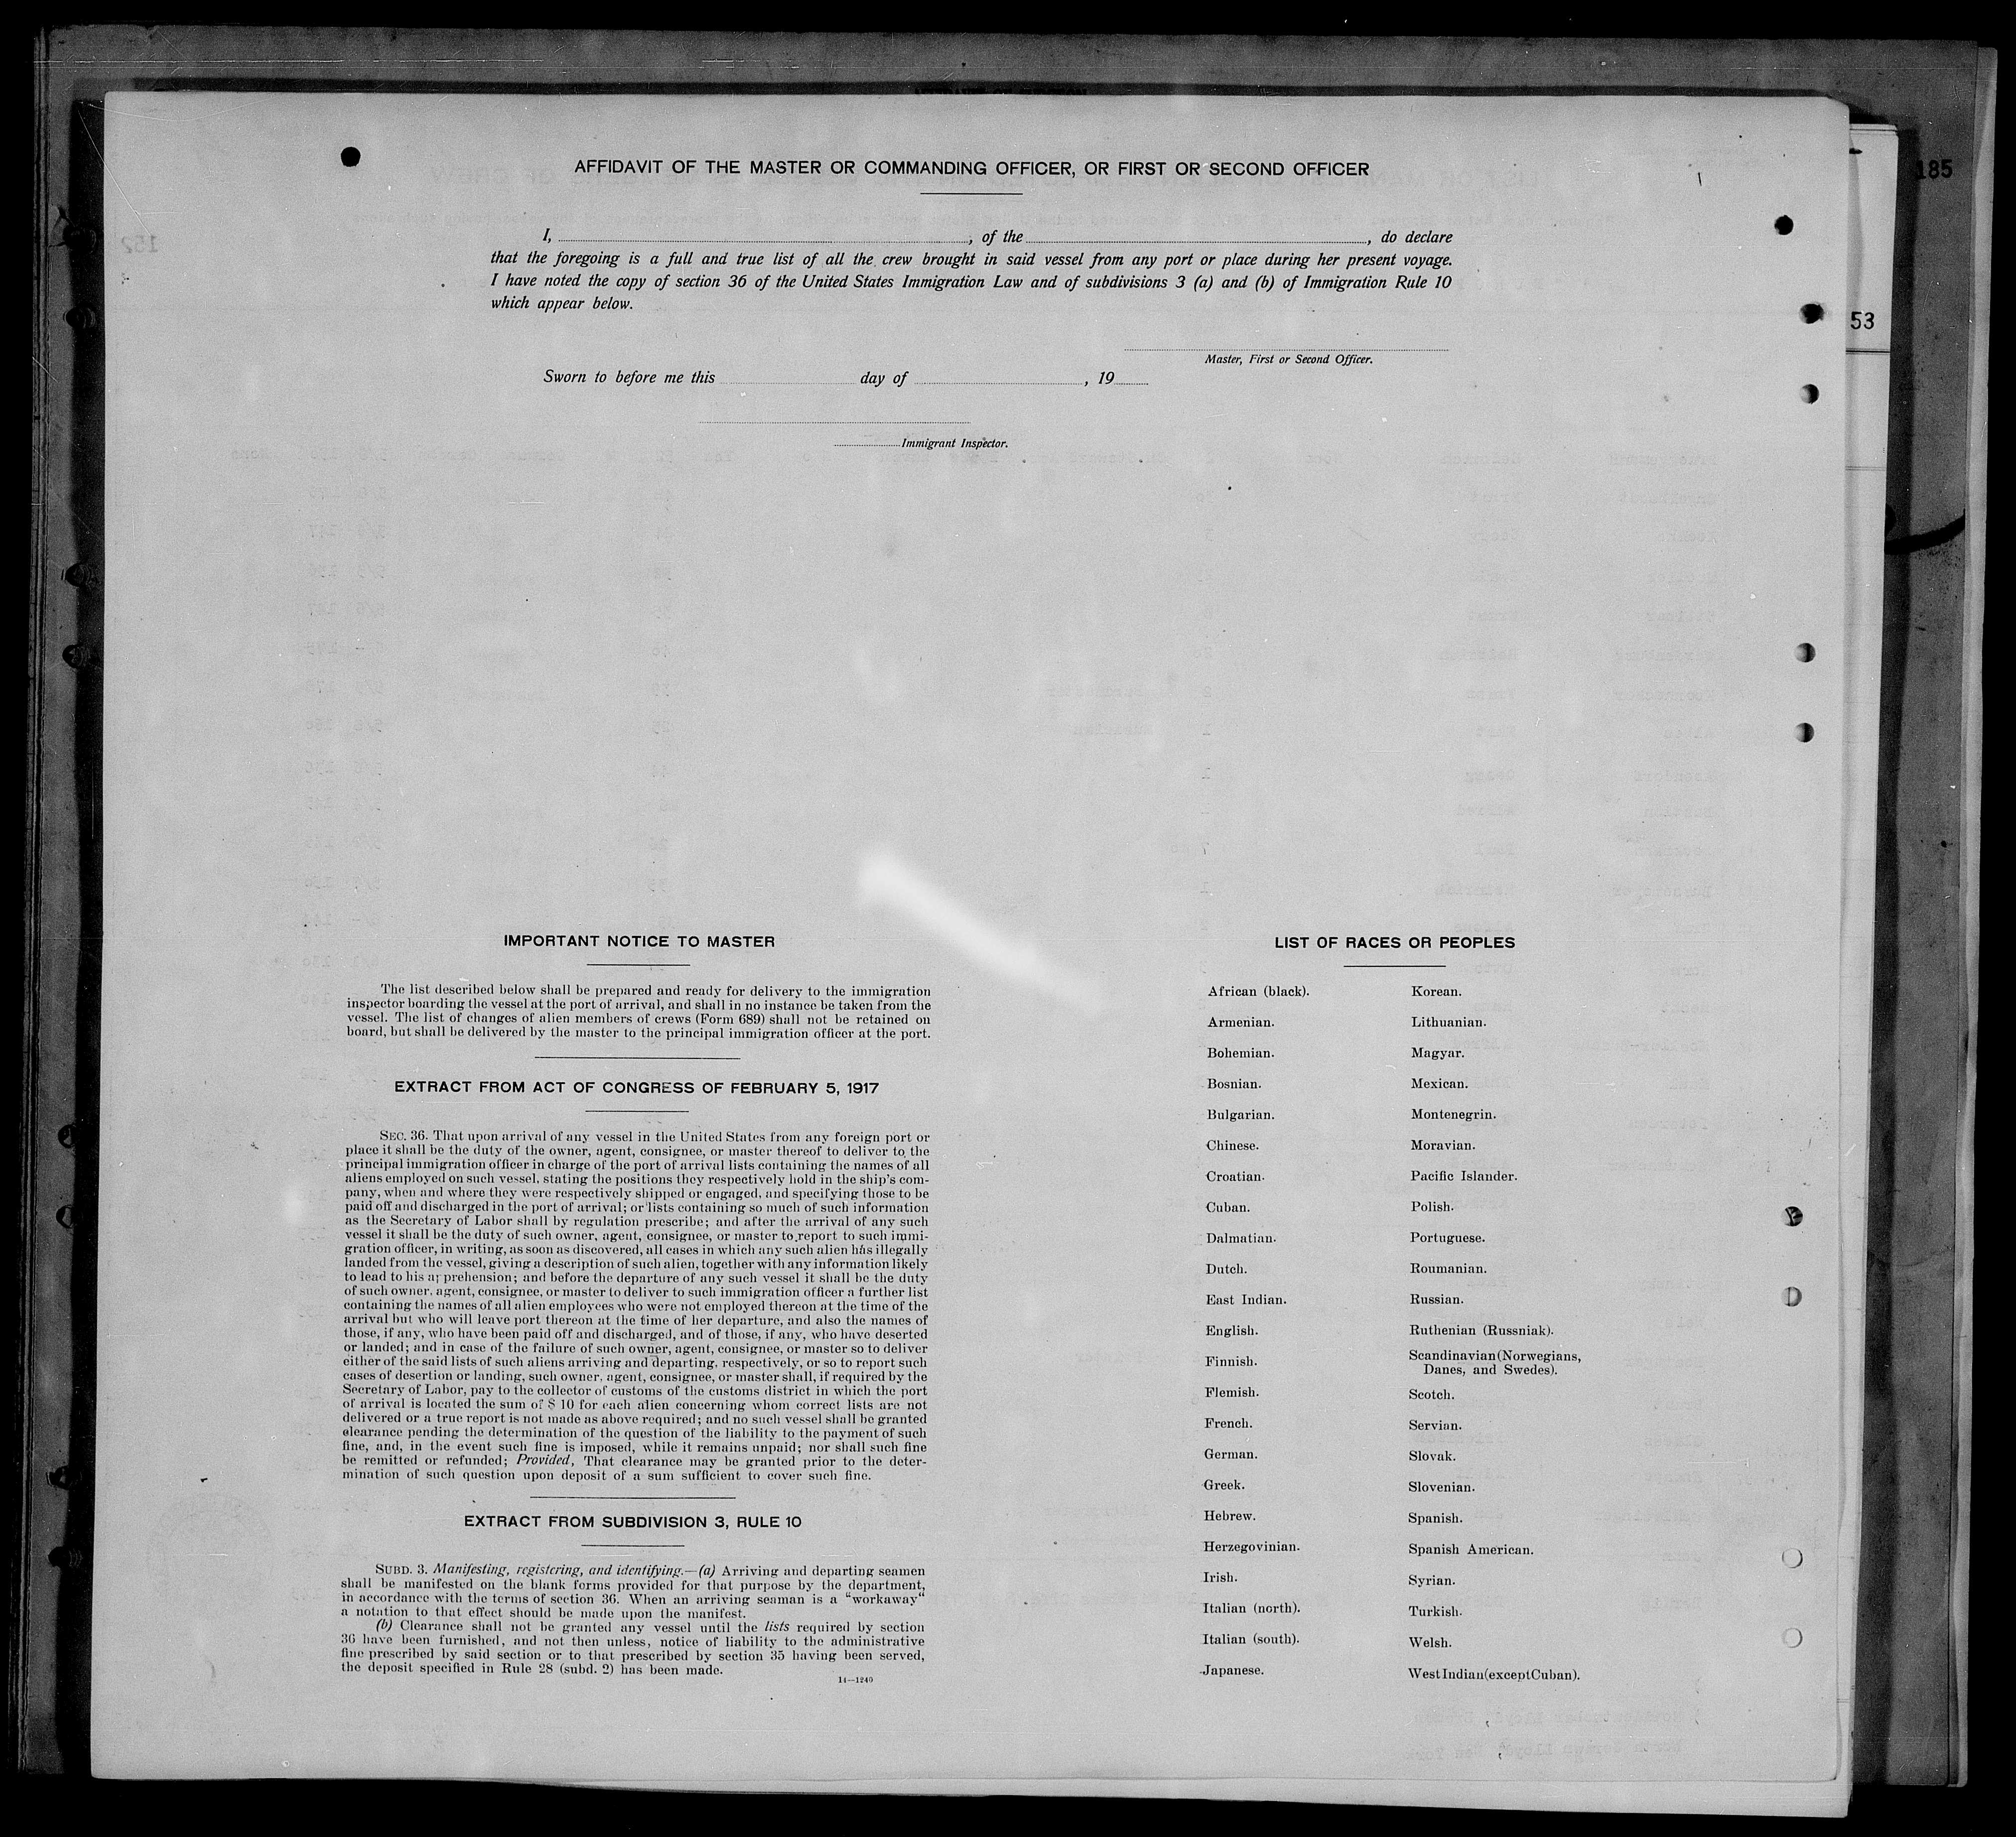 AFFIDAVIT OF THE MASTER OR COMMANDING OFFICER, OR FIRST OR SECOND OFFICER
I, , of the , do declare
that the foregoing is a full and true list of all the crew brought in said vessel from any port or place during her present voyage.
I have noted the copy of section 36 of the United States Immigration Law and of subdivisions 3 (a) and (b) of Immigration Rule 10
which appear below.
Master, First or Second Officer.
Sworn to before me this day of , 19
Immigrant Inspector.
185
53
152
IMPORTANT NOTICE TO MASTER
The list described below shall be prepared and ready for delivery to the immigration
inspector boarding the vessel at the port of arrival, and shall in no instance be taken from the
vessel. The list of changes of alien members of crews (Form 689) shall not be retained on
board, but shall be delivered by the master to the principal immigration officer at the port.
EXTRACT FROM ACT OF CONGRESS OF FEBRUARY 5, 1917
SEC. 36. That upon arrival of any vessel in the United States from any foreign port or
place it shall be the duty of the owner, agent, consignee, or master thereof to deliver to the
principal immigration officer in charge of the port of arrival lists containing the names of all
aliens employed on such vessel, stating the positions they respectively hold in the ship's com-
pany, when and where they were respectively shipped or engaged, and specifying those to be
paid off and discharged in the port of arrival; or lists containing so much of such information
as the Secretary of Labor shall by regulation prescribe; and after the arrival of any such
vessel it shall be the duty of such owner, agent, consignee, or master to report to such immi-
gration officer, in writing, as soon as discovered, all cases in which any such alien has illegally
landed from the vessel, giving a description of such alien, together with any information likely
to lead to his apprehension; and before the departure of any such vessel it shall be the duty
of such owner, agent, consignee, or master to deliver to such immigration officer a further list
containing the names of all alien employees who were not employed thereon at the time of the
arrival but who will leave port thereon at the time of her departure, and also the names of
those, if any, who have been paid off and discharged, and of those, if any, who have deserted
or landed; and in case of the failure of such owner, agent, consignee, or master so to deliver
either of the said lists of such aliens arriving and departing, respectively, or so to report such
cases of desertion or landing, such owner, agent, consignee, or master shall, if required by the
Secretary of Labor, pay to the collector of customs of the customs district in which the port
of arrival is located the sum of $ 10 for each alien concerning whom correct lists are not
delivered or a true report is not made as above required; and no such vessel shall be granted
clearance pending the determination of the question of the liability to the payment of such
fine, and, in the event such fine is imposed, while it remains unpaid; nor shall such fine
be remitted or refunded; Provided, That clearance may be granted prior to the deter-
mination of such question upon deposit of a sum sufficient to cover such fine.
EXTRACT FROM SUBDIVISION 3, RULE 10
SUBD. 3. Manifesting, registering, and identifying.—(a) Arriving and departing seamen
shall be manifested on the blank forms provided for that purpose by the department,
in accordance with the terms of section 36. When an arriving seaman is a "workaway"
a notation to that effect should be made upon the manifest.
(b) Clearance shall not be granted any vessel until the lists required by section
36 have been furnished, and not then unless, notice of liability to the administrative
fine prescribed by said section or to that prescribed by section 35 having been served,
the deposit specified in Rule 28 (subd. 2) has been made.
14—1240
LIST OF RACES OR PEOPLES
African (black).
Armenian.
Bohemian.
Bosnian.
Bulgarian.
Chinese.
Croatian.
Cuban.
Dalmatian.
Dutch.
East Indian.
English.
Finnish.
Flemish.
French.
German.
Greek.
Hebrew.
Herzegovinian.
Irish.
Italian (north).
Italian (south).
Japanese.
Korean.
Lithuanian.
Magyar.
Mexican.
Montenegrin.
Moravian.
Pacific Islander.
Polish.
Portuguese.
Roumanian.
Russian.
Ruthenian (Russniak).
Scandinavian (Norwegians,
Danes, and Swedes).
Scotch.
Servian.
Slovak.
Slovenian.
Spanish.
Spanish American.
Syrian.
Turkish.
Welsh.
West Indian (except Cuban).